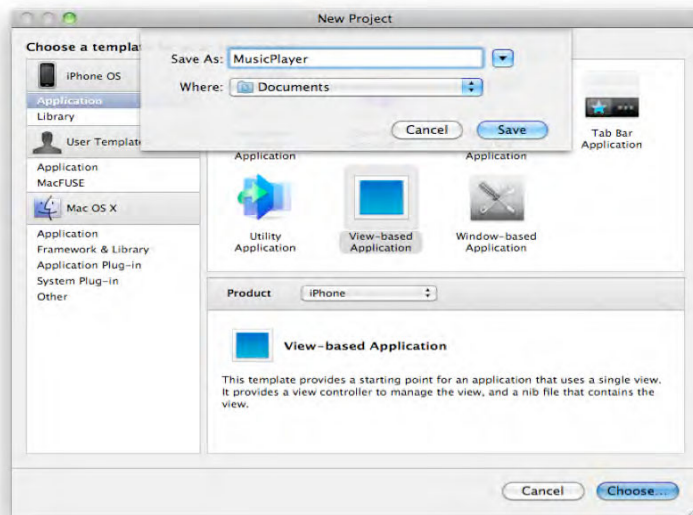 New Project
Choose a templat
Save As: MusicPlayer
Where: Documents
Cancel Save
iPhone OS
Application
Library
User Template
Application
MacFUSE
Mac OS X
Application
Framework & Library
Application Plug-in
System Plug-in
Other
Application
Application
Tab Bar
Application
Utility
Application
View-based
Application
Window-based
Application
Product iPhone
View-based Application
This template provides a starting point for an application that uses a single view.
It provides a view controller to manage the view, and a nib file that contains the
view.
Cancel Choose...